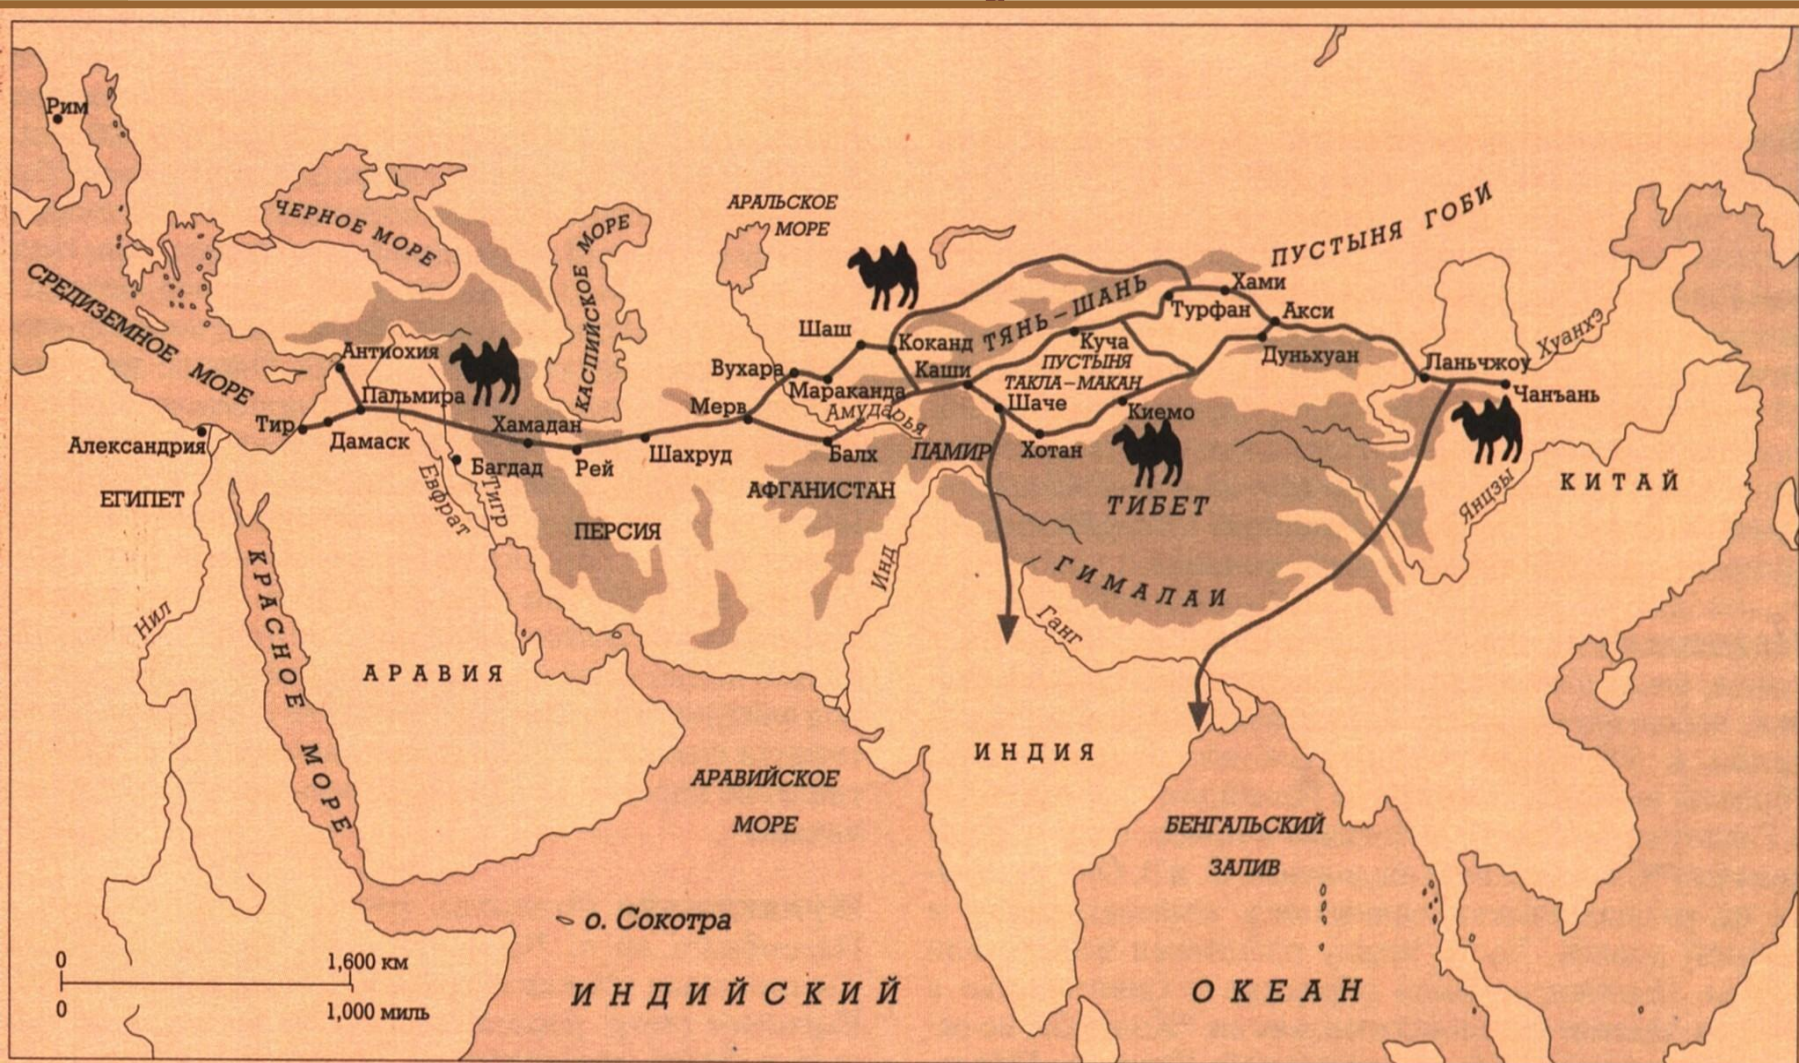 Рим
ЧЕРНОЕ МОРЕ
КАСПИЙСКОЕ МОРЕ
АРАЛЬСКОЕ
МОРЕ
ПУСТЫНЯ ГОБИ
СРЕДИЗЕМНОЕ МОРЕ
ТЯНЬ-ШАНЬ
Хами
Турфан
Акси
Шаш
Коканд
Куча
Дуньхуан
Хуанхэ
Антиохия
Вухара
Мараканда
Каши
ПУСТЫНЯ
ТАКЛА-МАКАН
Ланьчжоу
Чанъань
Пальмира
Мерв
Амударья
Шаче
Киемо
Тир
Дамаск
Хамадан
Александрия
Багдад
Рей
Шахруд
Балх
ПАМИР
Хотан
ЕГИПЕТ
Евфрат
Тигр
АФГАНИСТАН
ТИБЕТ
Янцзы
КИТАЙ
ПЕРСИЯ
Инд
ГИМАЛАИ
Нил
Ганг
КРАСНОЕ МОРЕ
АРАВИЯ
ИНДИЯ
АРАВИЙСКОЕ
МОРЕ
БЕНГАЛЬСКИЙ
ЗАЛИВ
о. Сокотра
0 1,600 км
0 1,000 миль
ИНДИЙСКИЙ ОКЕАН